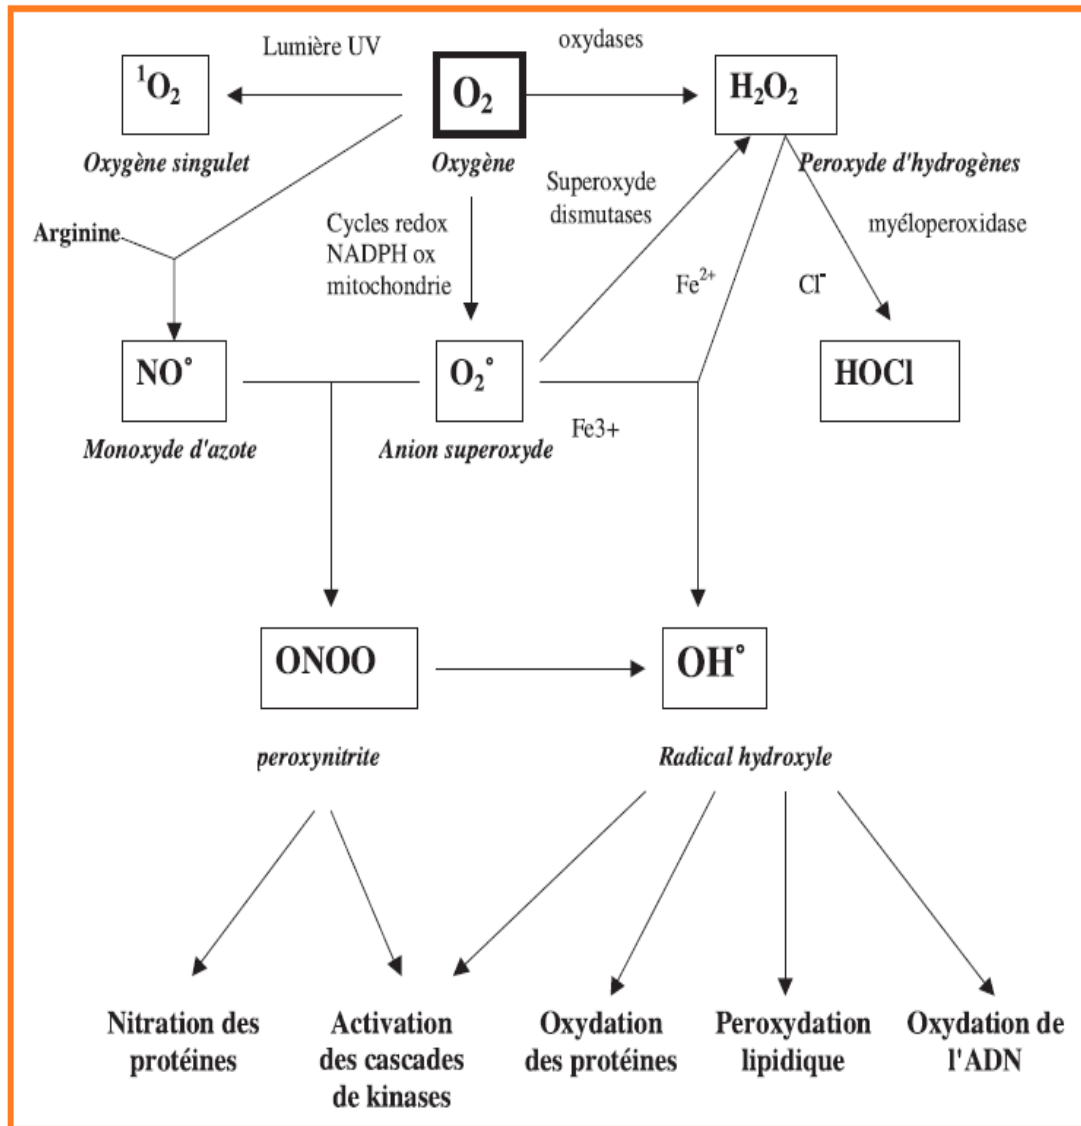 Lumière UV
oxydases
¹O₂
O₂
H₂O₂
Oxygène singulet
Oxygène
Peroxyde d'hydrogènes
Superoxyde
dismutases
Arginine
Cycles redox
NADPH ox
mitochondrie
myéloperoxidase
Fe²⁺
Cl⁻
NO°
O₂°
HOCl
Monoxyde d'azote
Anion superoxyde
Fe3+
ONOO
OH°
peroxynitrite
Radical hydroxyle
Nitration des
protéines
Activation
des cascades
de kinases
Oxydation
des protéines
Peroxydation
lipidique
Oxydation de
l'ADN